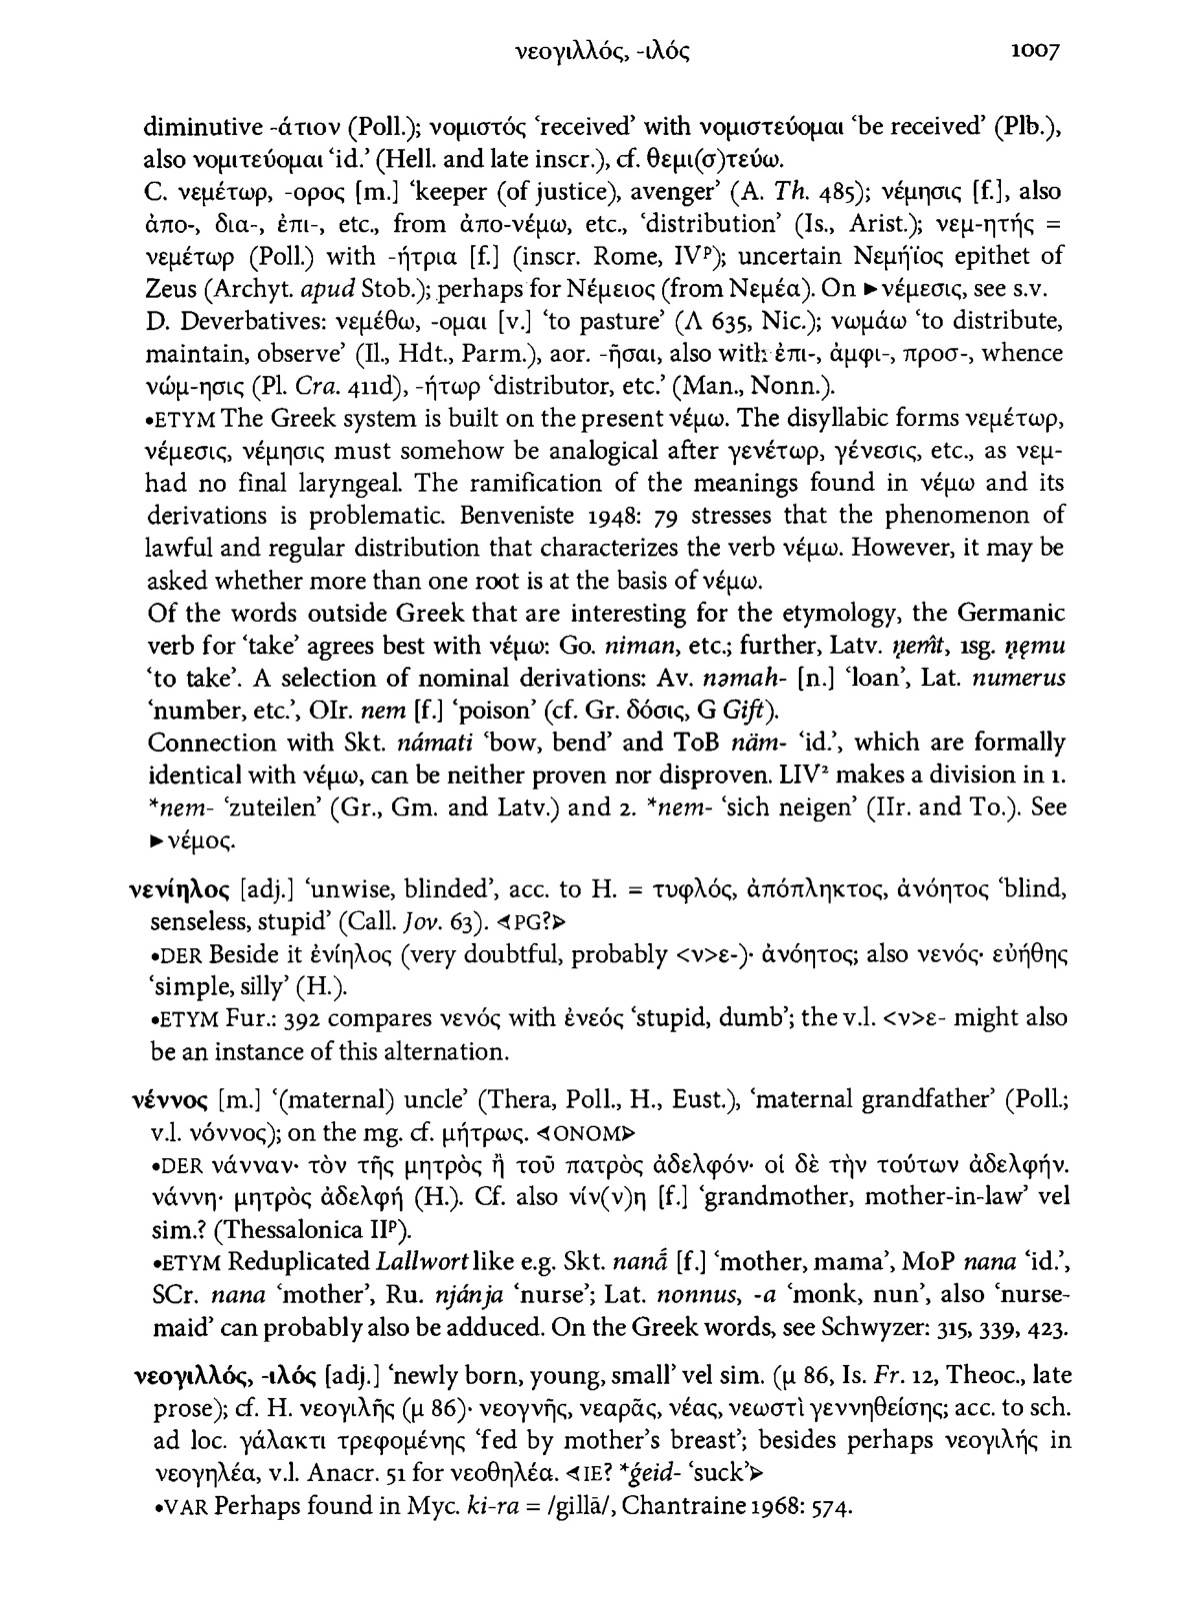 νεογιλλός, -ιλός 1007
diminutive -άτιον (Poll.); νομιστός ‘received’ with νομιστεύομαι ‘be received’ (Plb.),
also νομιτεύομαι ‘id.’ (Hell. and late inscr.), cf. θεμι(σ)τεύω.
C. νεμέτωρ, -ορος [m.] ‘keeper (of justice), avenger’ (A. Th. 485); νέμησις [f.], also
ἀπο-, δια-, ἐπι-, etc., from ἀπο-νέμω, etc., ‘distribution’ (Is., Arist.); νεμ-ητής =
νεμέτωρ (Poll.) with -ήτρια [f.] (inscr. Rome, IVᵖ); uncertain Νεμήϊος epithet of
Zeus (Archyt. apud Stob.); perhaps for Νέμειος (from Νεμέα). On ►νέμεσις, see s.v.
D. Deverbatives: νεμέθω, -ομαι [v.] ‘to pasture’ (Λ 635, Nic.); νωμάω ‘to distribute,
maintain, observe’ (Il., Hdt., Parm.), aor. -ῆσαι, also with ἐπι-, ἀμφι-, προσ-, whence
νώμ-ησις (Pl. Cra. 411d), -ήτωρ ‘distributor, etc.’ (Man., Nonn.).
•ETYM The Greek system is built on the present νέμω. The disyllabic forms νεμέτωρ,
νέμεσις, νέμησις must somehow be analogical after γενέτωρ, γένεσις, etc., as νεμ-
had no final laryngeal. The ramification of the meanings found in νέμω and its
derivations is problematic. Benveniste 1948: 79 stresses that the phenomenon of
lawful and regular distribution that characterizes the verb νέμω. However, it may be
asked whether more than one root is at the basis of νέμω.
Of the words outside Greek that are interesting for the etymology, the Germanic
verb for ‘take’ agrees best with νέμω: Go. niman, etc.; further, Latv. ņemît, 1sg. ņęmu
‘to take’. A selection of nominal derivations: Av. nəmah- [n.] ‘loan’, Lat. numerus
‘number, etc.’, OIr. nem [f.] ‘poison’ (cf. Gr. δόσις, G Gift).
Connection with Skt. námati ‘bow, bend’ and ToB näm- ‘id.’, which are formally
identical with νέμω, can be neither proven nor disproven. LIV² makes a division in 1.
*nem- ‘zuteilen’ (Gr., Gm. and Latv.) and 2. *nem- ‘sich neigen’ (IIr. and To.). See
►νέμος.
νενίηλος [adj.] ‘unwise, blinded’, acc. to H. = τυφλός, ἀπόπληκτος, ἀνόητος ‘blind,
senseless, stupid’ (Call. Jov. 63). ⋖PG?⋗
•DER Beside it ἐνίηλος (very doubtful, probably <ν>ε-)· ἀνόητος; also νενός· εὐήθης
‘simple, silly’ (H.).
•ETYM Fur.: 392 compares νενός with ἐνεός ‘stupid, dumb’; the v.l. <ν>ε- might also
be an instance of this alternation.
νέννος [m.] ‘(maternal) uncle’ (Thera, Poll., H., Eust.), ‘maternal grandfather’ (Poll.;
v.l. νόννος); on the mg. cf. μήτρως. ⋖ONOM⋗
•DER νάνναν· τὸν τῆς μητρὸς ἢ τοῦ πατρὸς ἀδελφόν· οἱ δὲ τὴν τούτων ἀδελφήν.
νάννη· μητρὸς ἀδελφή (H.). Cf. also νίν(ν)η [f.] ‘grandmother, mother-in-law’ vel
sim.? (Thessalonica IIᵖ).
•ETYM Reduplicated Lallwort like e.g. Skt. nanā́ [f.] ‘mother, mama’, MoP nana ‘id.’,
SCr. nana ‘mother’, Ru. njánja ‘nurse’; Lat. nonnus, -a ‘monk, nun’, also ‘nurse-
maid’ can probably also be adduced. On the Greek words, see Schwyzer: 315, 339, 423.
νεογιλλός, -ιλός [adj.] ‘newly born, young, small’ vel sim. (μ 86, Is. Fr. 12, Theoc., late
prose); cf. H. νεογιλῆς (μ 86)· νεογνῆς, νεαρᾶς, νέας, νεωστὶ γεννηθείσης; acc. to sch.
ad loc. γάλακτι τρεφομένης ‘fed by mother’s breast’; besides perhaps νεογιλής in
νεογηλέα, v.l. Anacr. 51 for νεοθηλέα. ⋖IE? *ǵeid- ‘suck’⋗
•VAR Perhaps found in Myc. ki-ra = /gillā/, Chantraine 1968: 574.